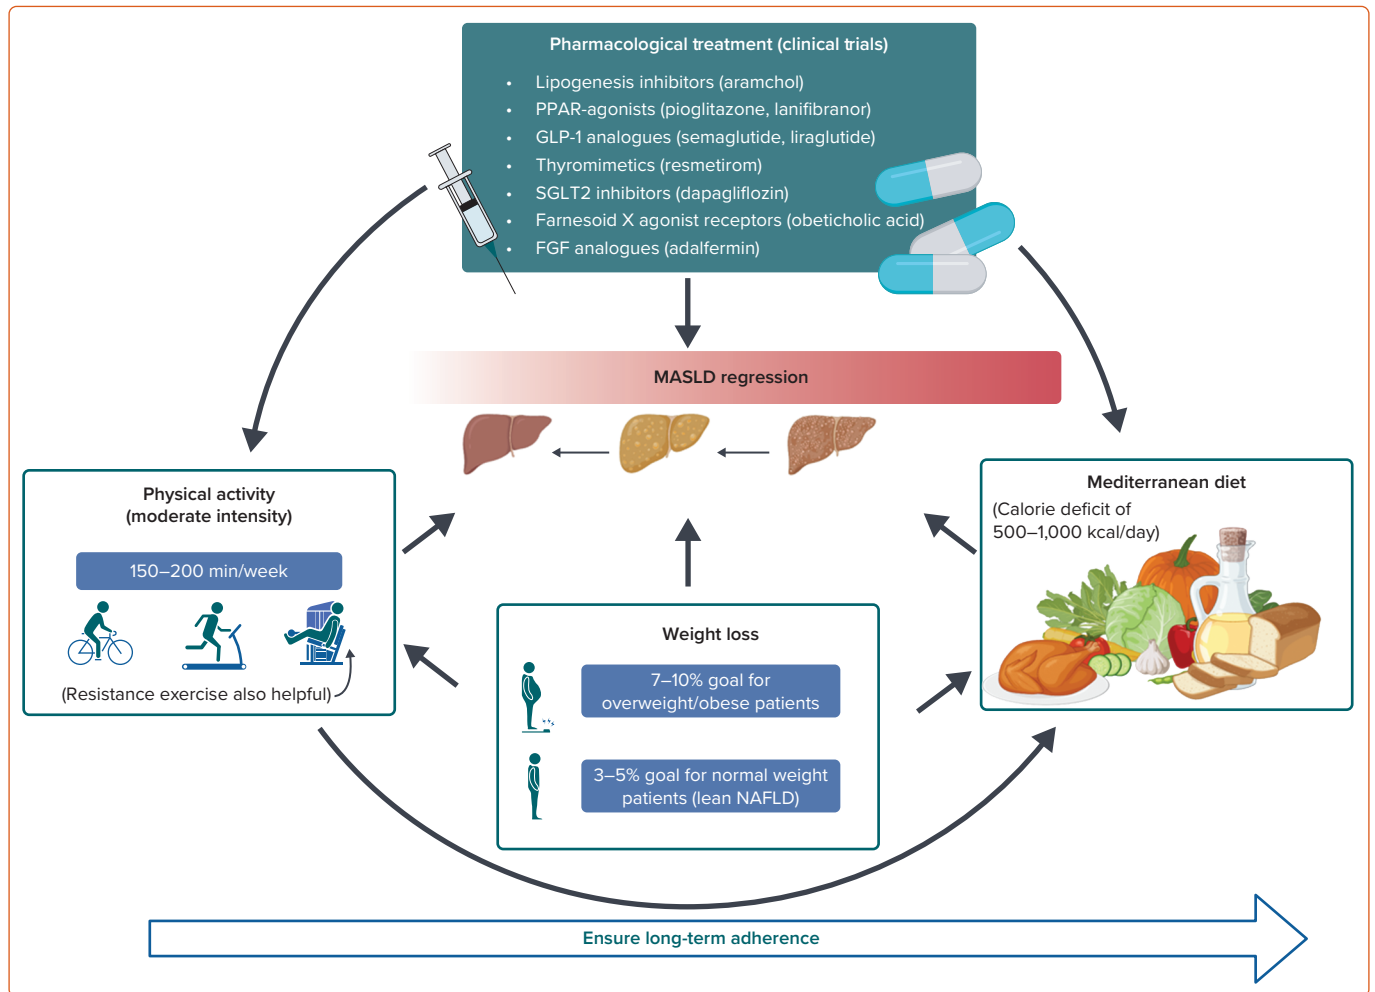 Pharmacological treatment (clinical trials)
• Lipogenesis inhibitors (aramchol)
• PPAR-agonists (pioglitazone, lanifibranor)
• GLP-1 analogues (semaglutide, liraglutide)
• Thyromimetics (resmetirom)
• SGLT2 inhibitors (dapagliflozin)
• Farnesoid X agonist receptors (obeticholic acid)
• FGF analogues (adalfermin)
MASLD regression
Physical activity
(moderate intensity)
150–200 min/week
(Resistance exercise also helpful)
Weight loss
7–10% goal for
overweight/obese patients
3–5% goal for normal weight
patients (lean NAFLD)
Mediterranean diet
(Calorie deficit of
500–1,000 kcal/day)
Ensure long-term adherence